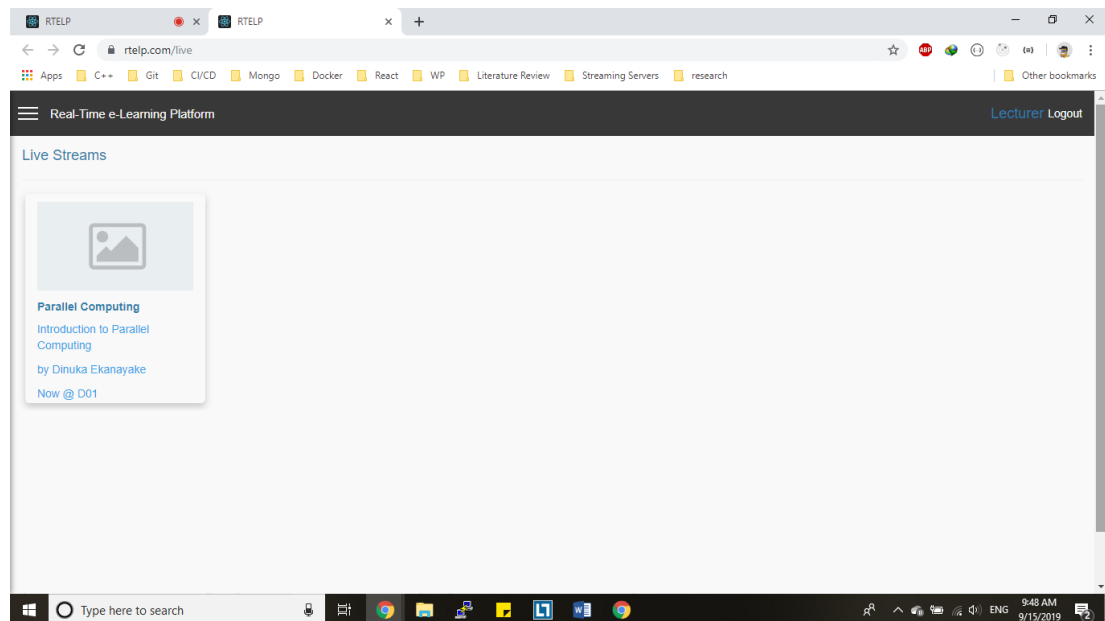 RTELP
RTELP
rtelp.com/live
ABP
Apps C++ Git CI/CD Mongo Docker React WP Literature Review Streaming Servers research Other bookmarks
Real-Time e-Learning Platform
Lecturer Logout
Live Streams
Parallel Computing
Introduction to Parallel
Computing
by Dinuka Ekanayake
Now @ D01
Type here to search
ENG
9:48 AM
9/15/2019
2